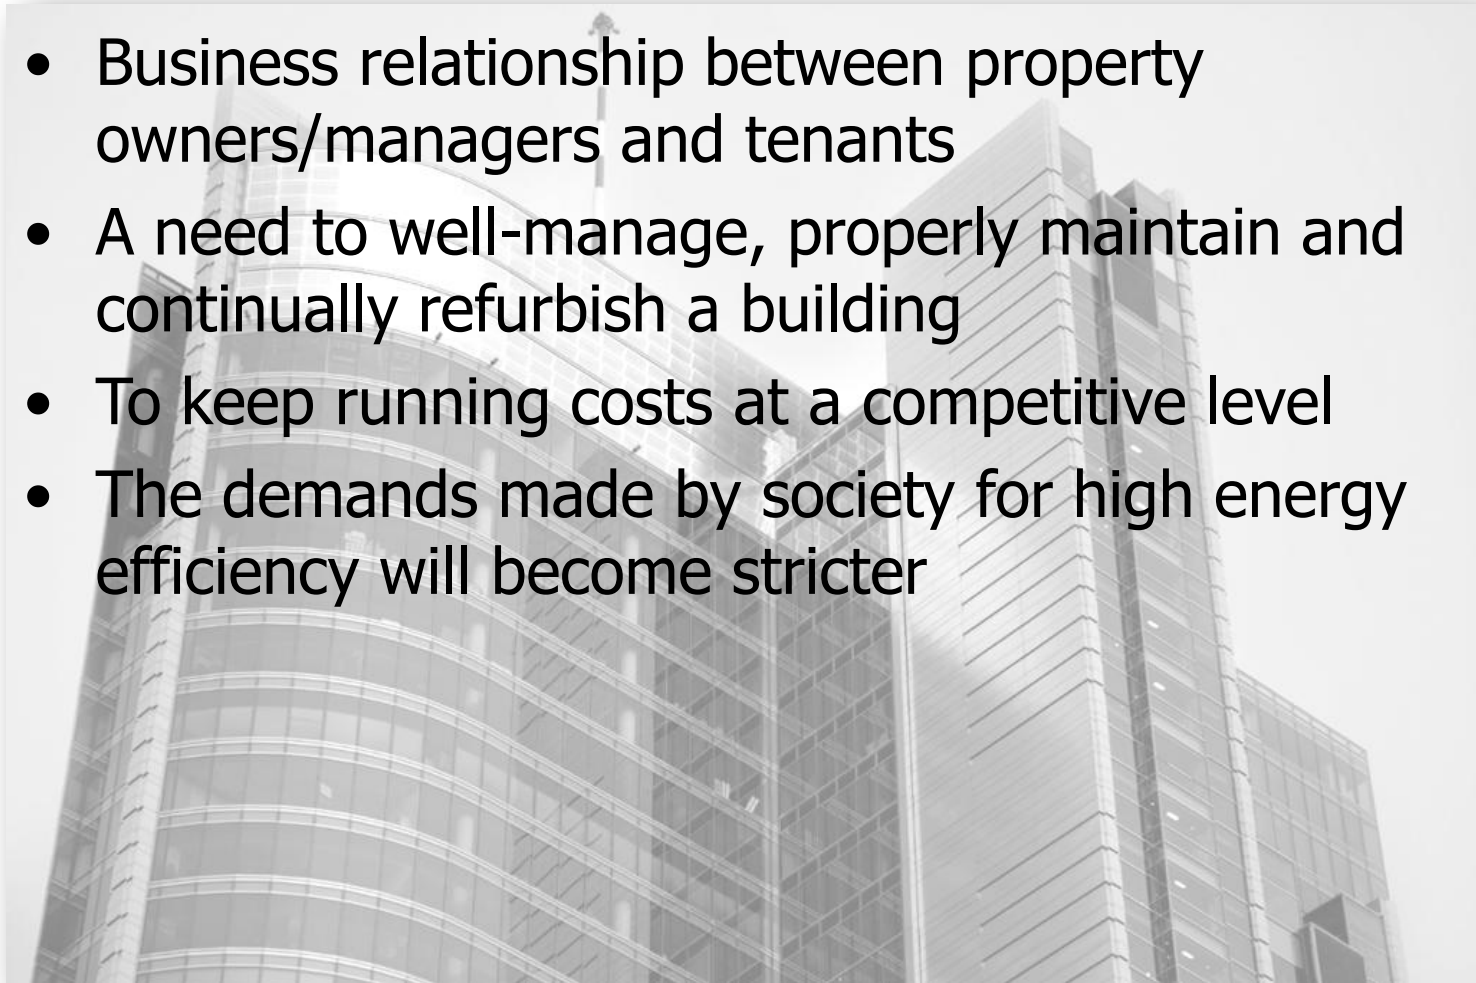 • Business relationship between property
owners/managers and tenants
• A need to well-manage, properly maintain and
continually refurbish a building
• To keep running costs at a competitive level
• The demands made by society for high energy
efficiency will become stricter